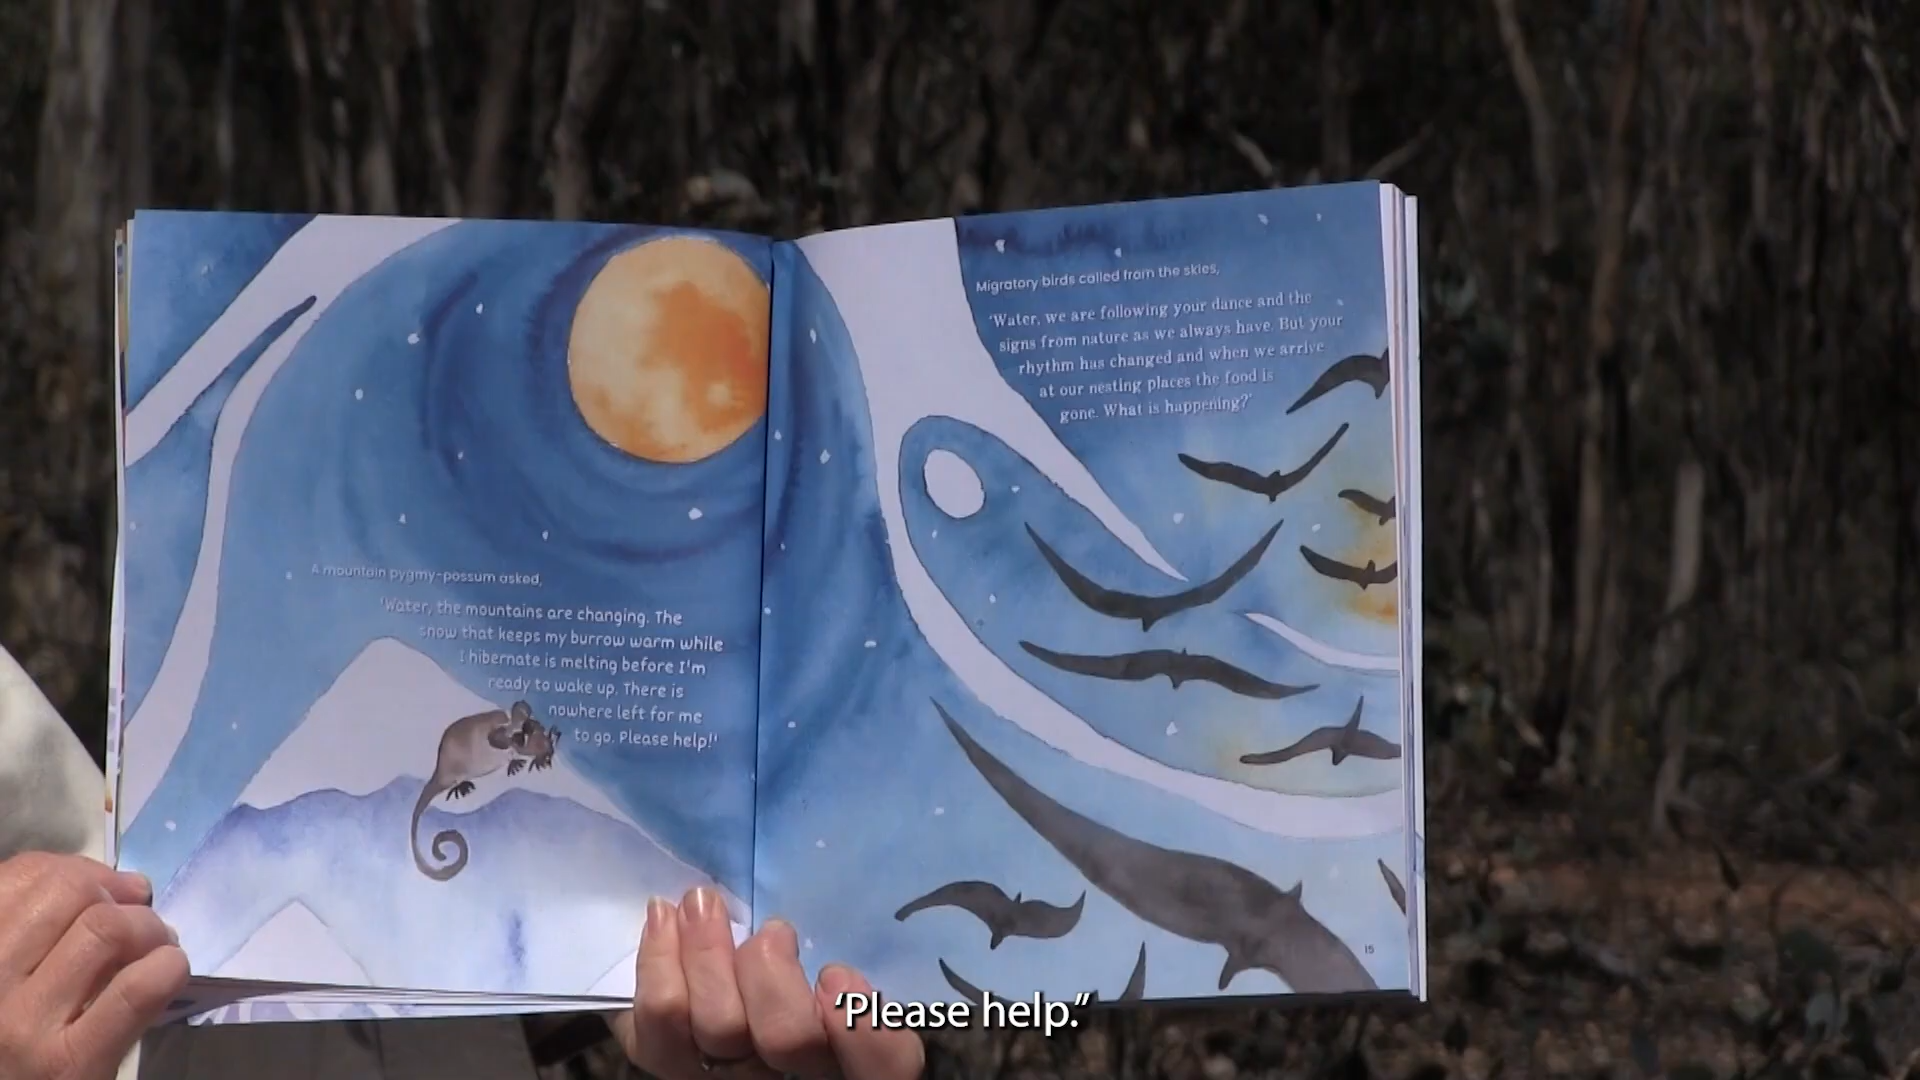 A mountain pygmy-possum asked,
'Water, the mountains are changing. The
snow that keeps my burrow warm while
I hibernate is melting before I'm
ready to wake up. There is
nowhere left for me
to go. Please help!'
Migratory birds called from the skies,
'Water, we are following your dance and the
signs from nature as we always have. But your
rhythm has changed and when we arrive
at our nesting places the food is
gone. What is happening?'
15
‘Please help.”